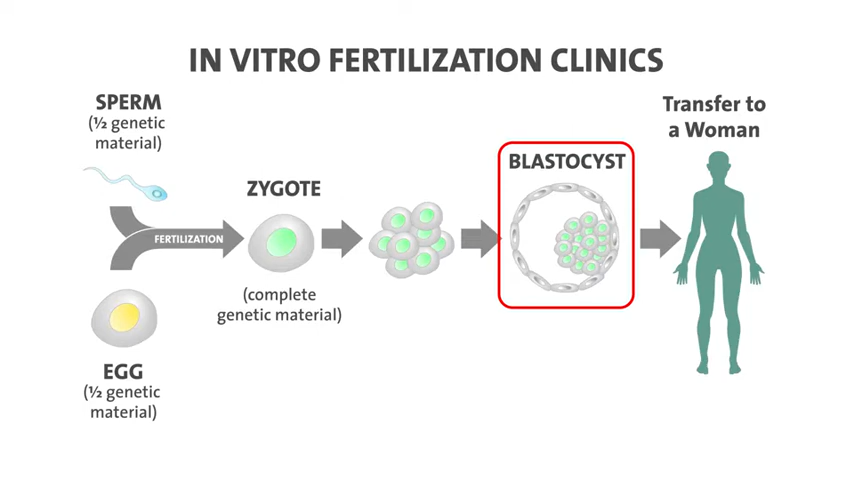 IN VITRO FERTILIZATION CLINICS
SPERM
(½ genetic
material)
FERTILIZATION
EGG
(½ genetic
material)
ZYGOTE
(complete
genetic material)
BLASTOCYST
Transfer to
a Woman